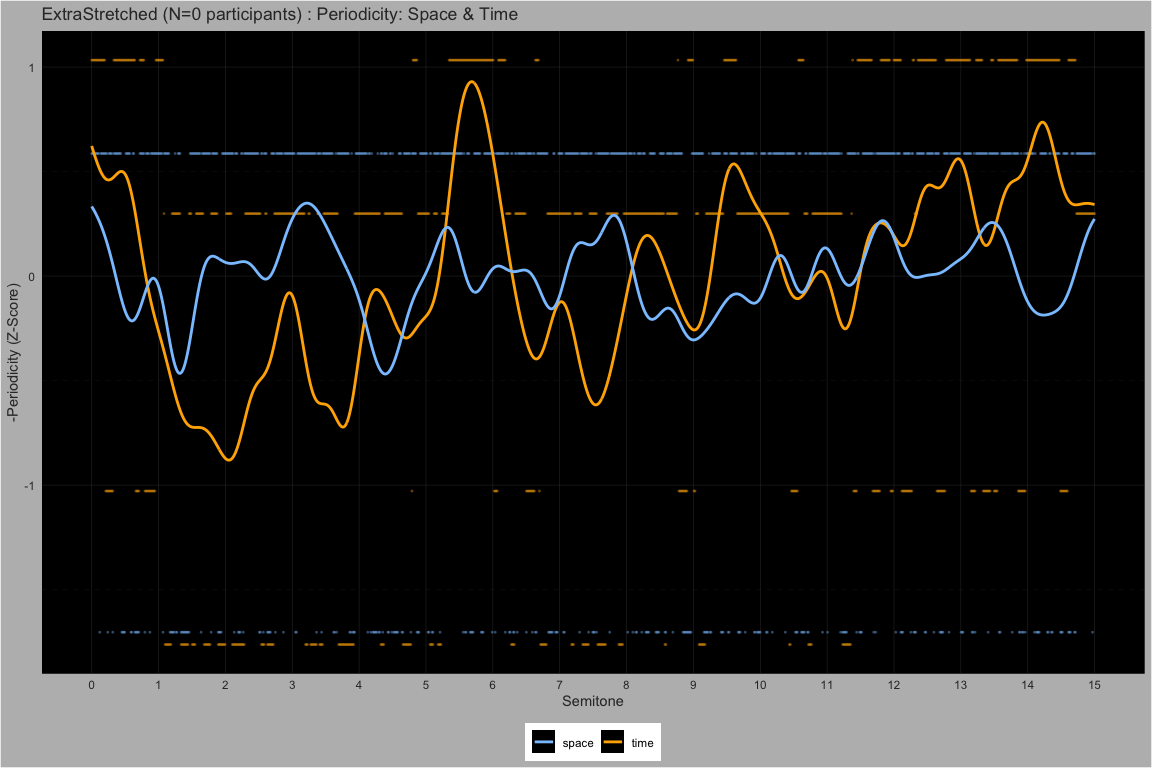 ExtraStretched (N=0 participants) : Periodicity: Space & Time
1
0
-1
-Periodicity (Z-Score)
0 1 2 3 4 5 6 7 8 9 10 11 12 13 14 15
Semitone
space time